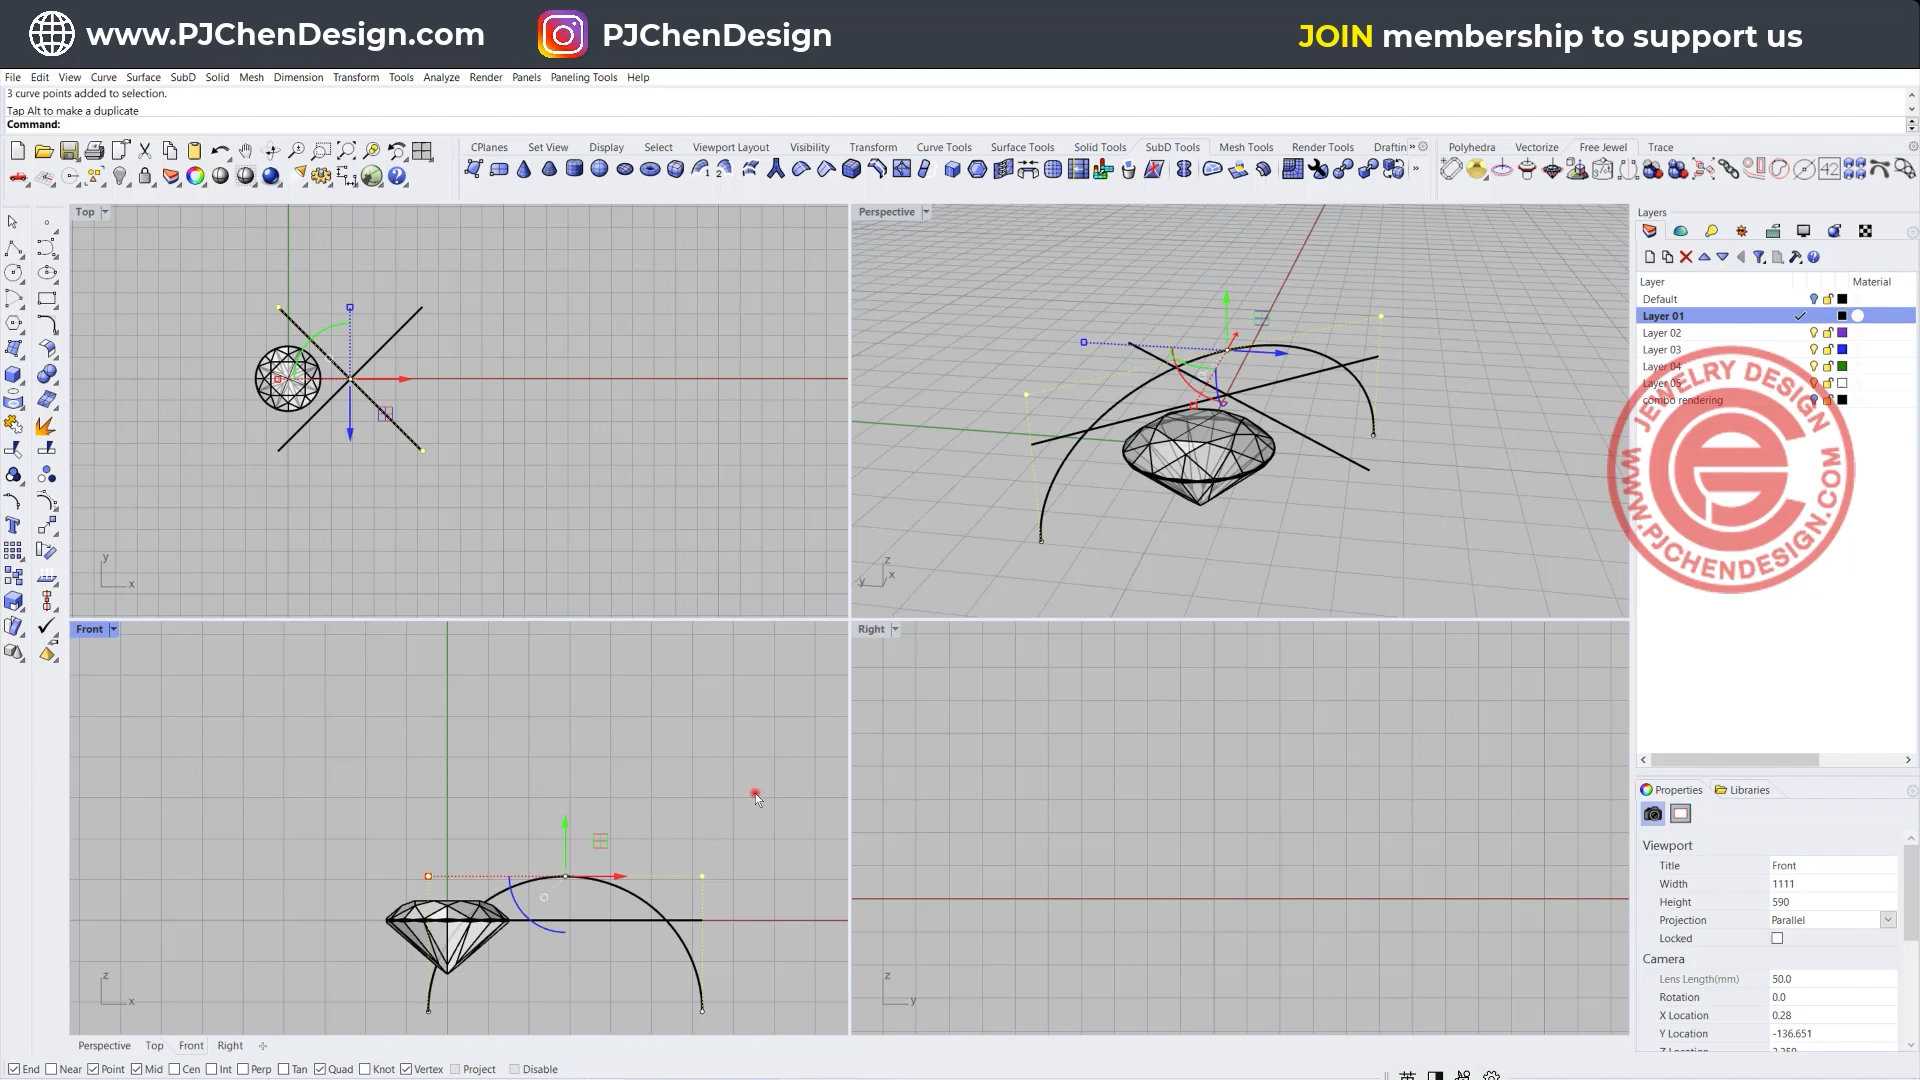 www.PJChenDesign.com PJChenDesign JOIN membership to support us
File Edit View Curve Surface SubD Solid Mesh Dimension Transform Tools Analyze Render Panels Paneling Tools Help
3 curve points added to selection.
Tap Alt to make a duplicate
Command:
CPlanes Set View Display Select Viewport Layout Visibility Transform Curve Tools Surface Tools Solid Tools SubD Tools Mesh Tools Render Tools Draftin » Polyhedra Vectorize Free Jewel Trace
Top Perspective Layers
Layer Material
Default
Layer 01
Layer 02
Layer 03
Layer 04
Layer 05
combo rendering
JEWELRY DESIGN
WWW.PJCHENDESIGN.COM
y
x
z
y x
Front Right
z
x
z
y
Properties Libraries
Viewport
Title Front
Width 1111
Height 590
Projection Parallel
Locked
Camera
Lens Length(mm) 50.0
Rotation 0.0
X Location 0.28
Y Location -136.651
Perspective Top Front Right
End Near Point Mid Cen Int Perp Tan Quad Knot Vertex Project Disable